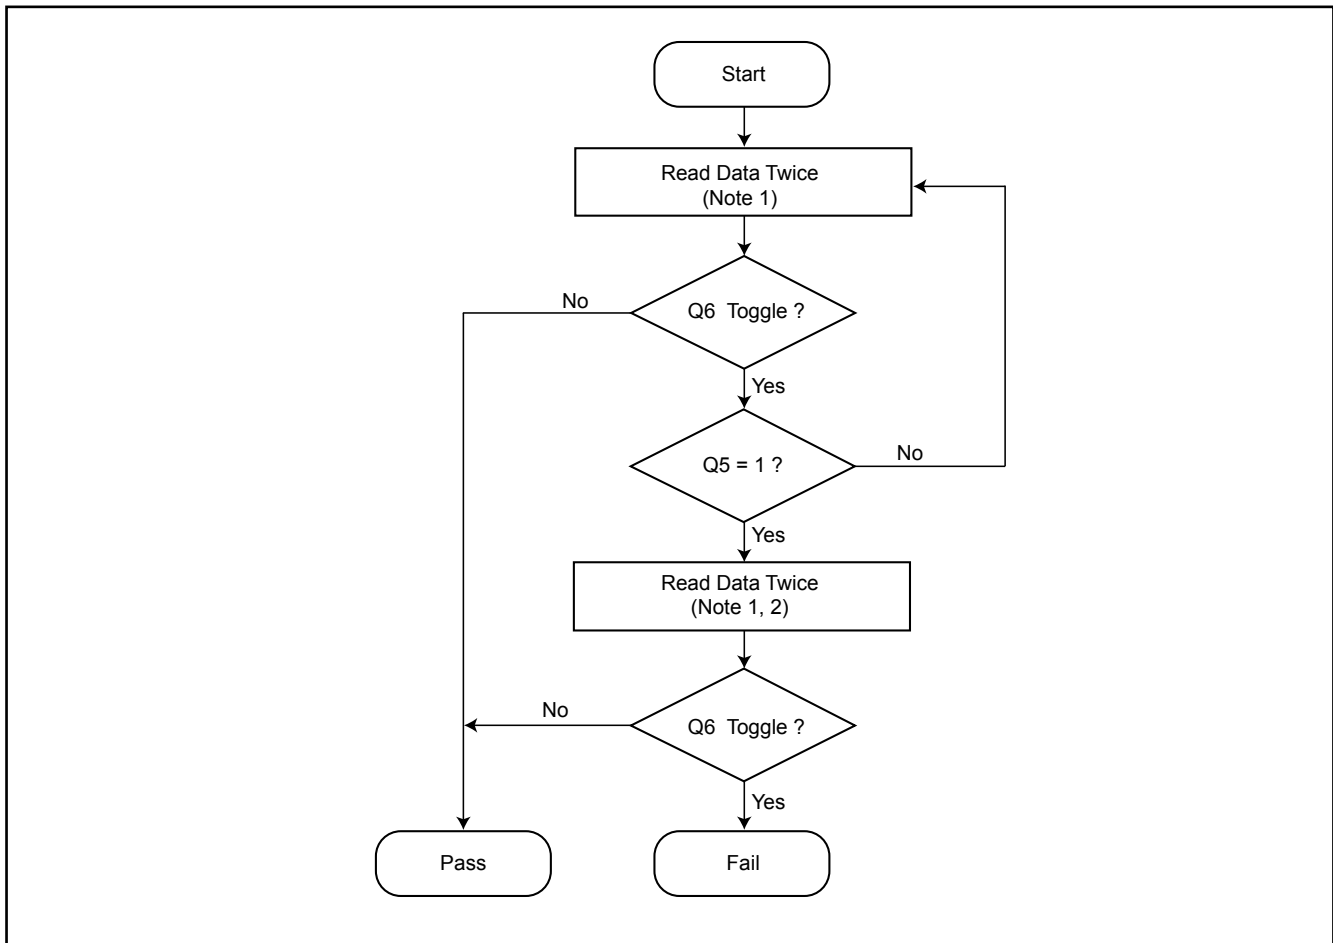 Start
Read Data Twice
(Note 1)
Q6 Toggle ?
No
Yes
Q5 = 1 ?
No
Yes
Read Data Twice
(Note 1, 2)
No
Q6 Toggle ?
Yes
Pass
Fail